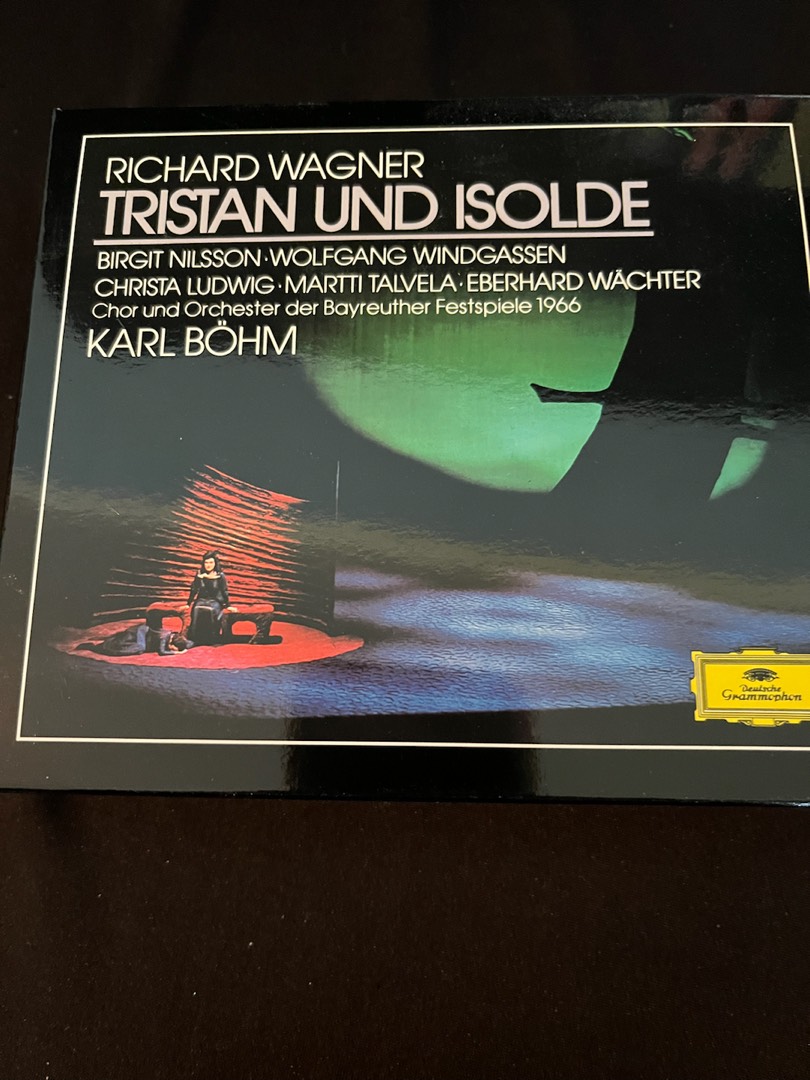 RICHARD WAGNER
TRISTAN UND ISOLDE
BIRGIT NILSSON · WOLFGANG WINDGASSEN
CHRISTA LUDWIG · MARTTI TALVELA · EBERHARD WÄCHTER
Chor und Orchester der Bayreuther Festspiele 1966
KARL BÖHM
Deutsche
Grammophon